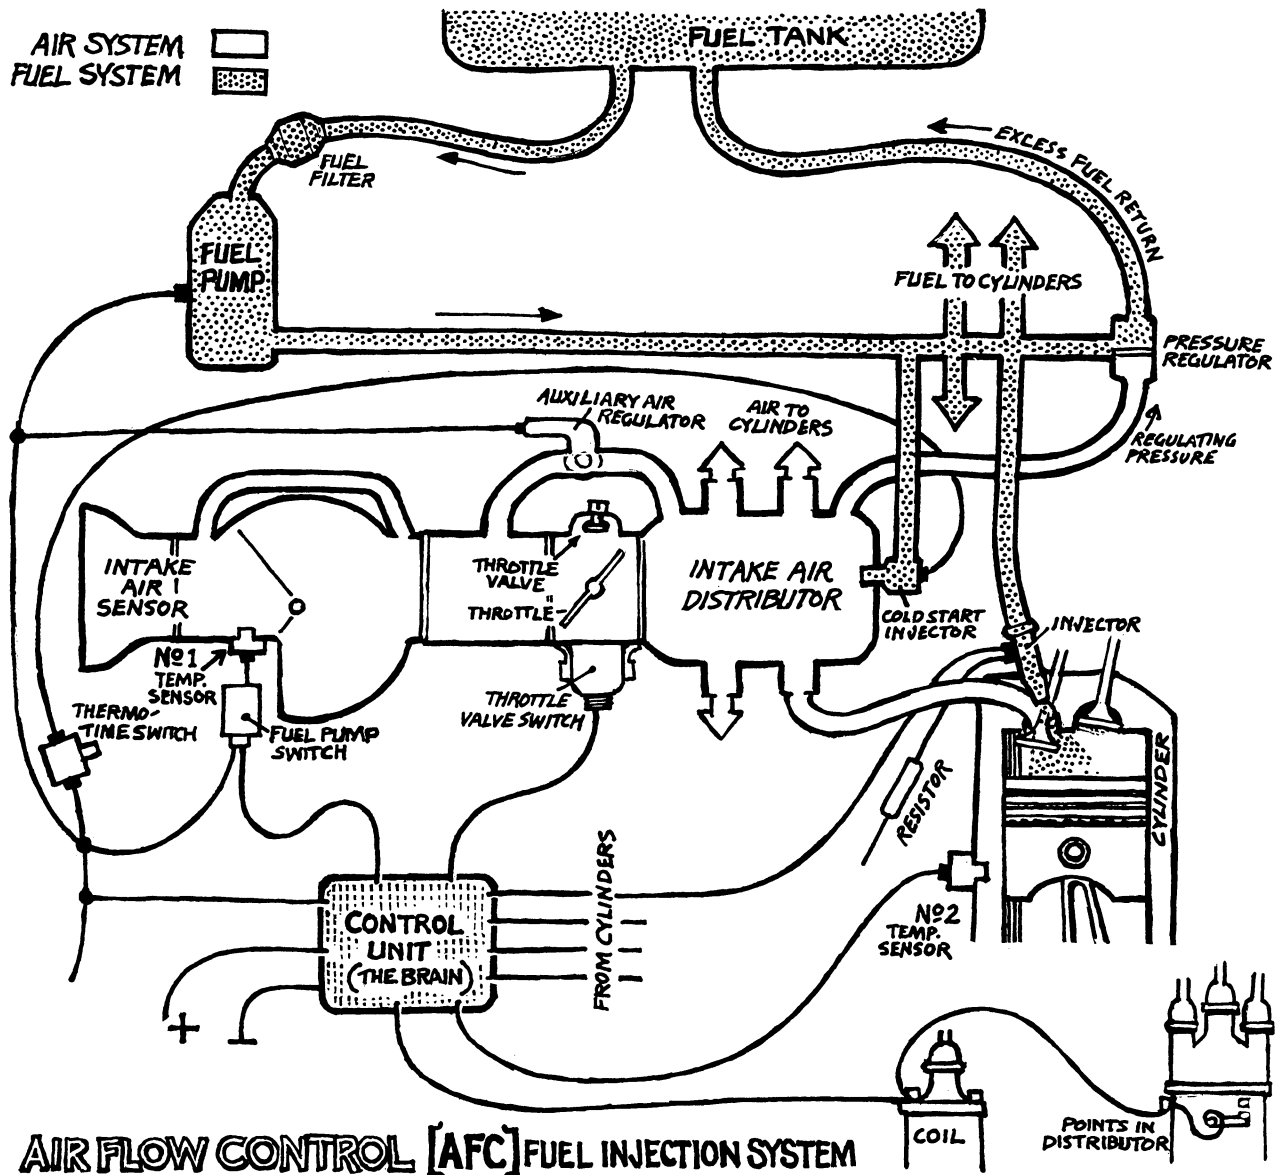 AIR SYSTEM
FUEL SYSTEM
FUEL TANK
FUEL
FILTER
EXCESS FUEL RETURN
FUEL
PUMP
FUEL TO CYLINDERS
PRESSURE
REGULATOR
AUXILIARY AIR
REGULATOR
AIR TO
CYLINDERS
REGULATING
PRESSURE
INTAKE
AIR
SENSOR
THROTTLE
VALVE
THROTTLE
INTAKE AIR
DISTRIBUTOR
COLD START
INJECTOR
INJECTOR
No1
TEMP.
SENSOR
THROTTLE
VALVE SWITCH
THERMO-
TIME SWITCH
FUEL PUMP
SWITCH
RESISTOR
CYLINDER
CONTROL
UNIT
(THE BRAIN)
FROM CYLINDERS
No2
TEMP.
SENSOR
+
COIL
POINTS IN
DISTRIBUTOR
AIR FLOW CONTROL [AFC] FUEL INJECTION SYSTEM